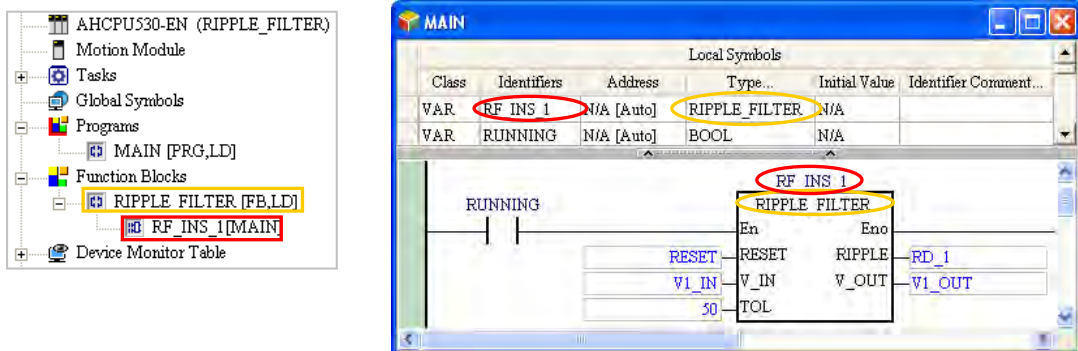 AHCPU530-EN (RIPPLE_FILTER)
Motion Module
Tasks
Global Symbols
Programs
MAIN [PRG,LD]
Function Blocks
RIPPLE_FILTER [FB,LD]
RF_INS_1[MAIN]
Device Monitor Table
MAIN
Local Symbols
Class Identifiers Address Type... Initial Value Identifier Comment...
VAR RF_INS_1 N/A [Auto] RIPPLE_FILTER N/A
VAR RUNNING N/A [Auto] BOOL N/A
RF_INS_1
RUNNING RIPPLE_FILTER
En Eno
RESET RESET RIPPLE RD_1
V1_IN V_IN V_OUT V1_OUT
50 TOL